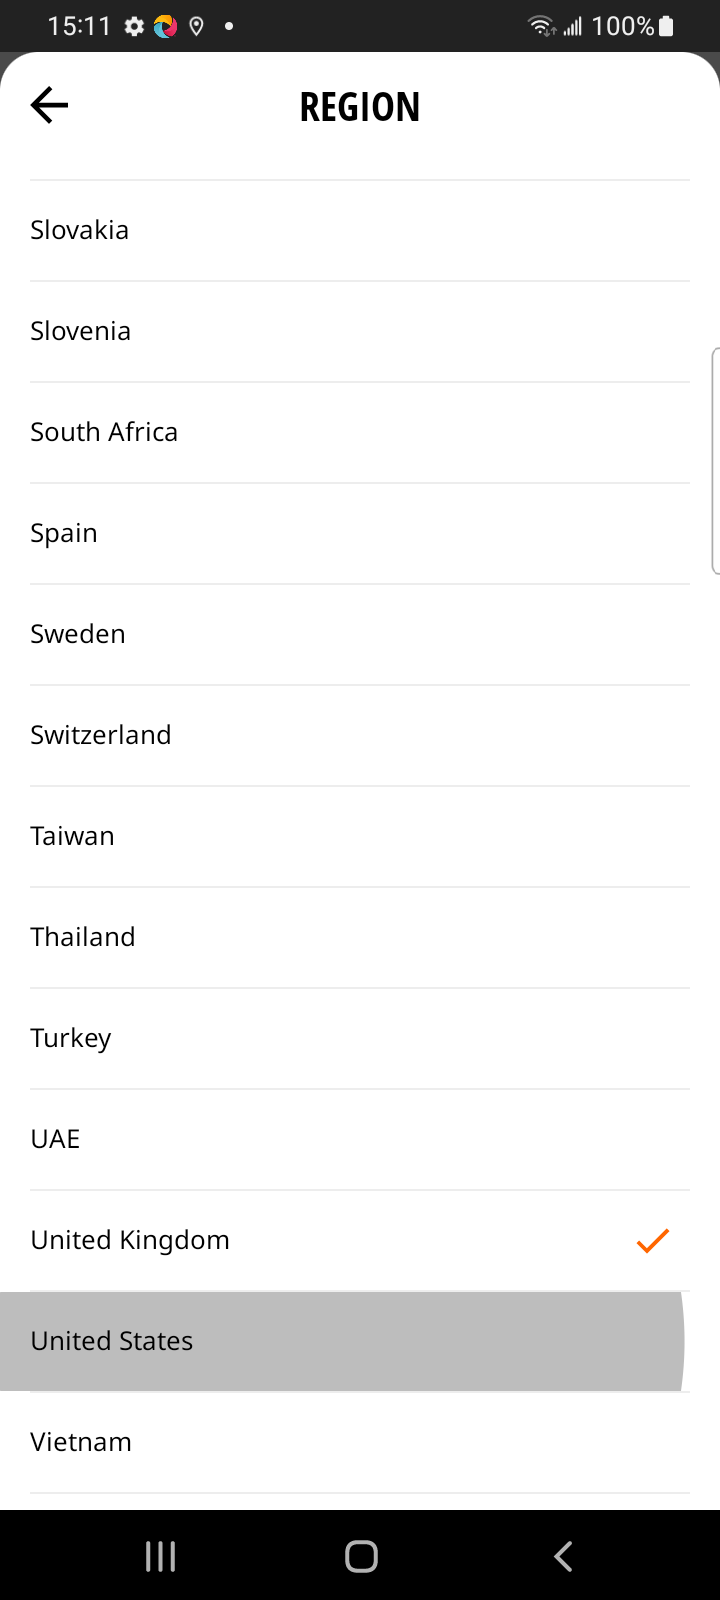 15:11
100%
REGION
Slovakia
Slovenia
South Africa
Spain
Sweden
Switzerland
Taiwan
Thailand
Turkey
UAE
United Kingdom
United States
Vietnam